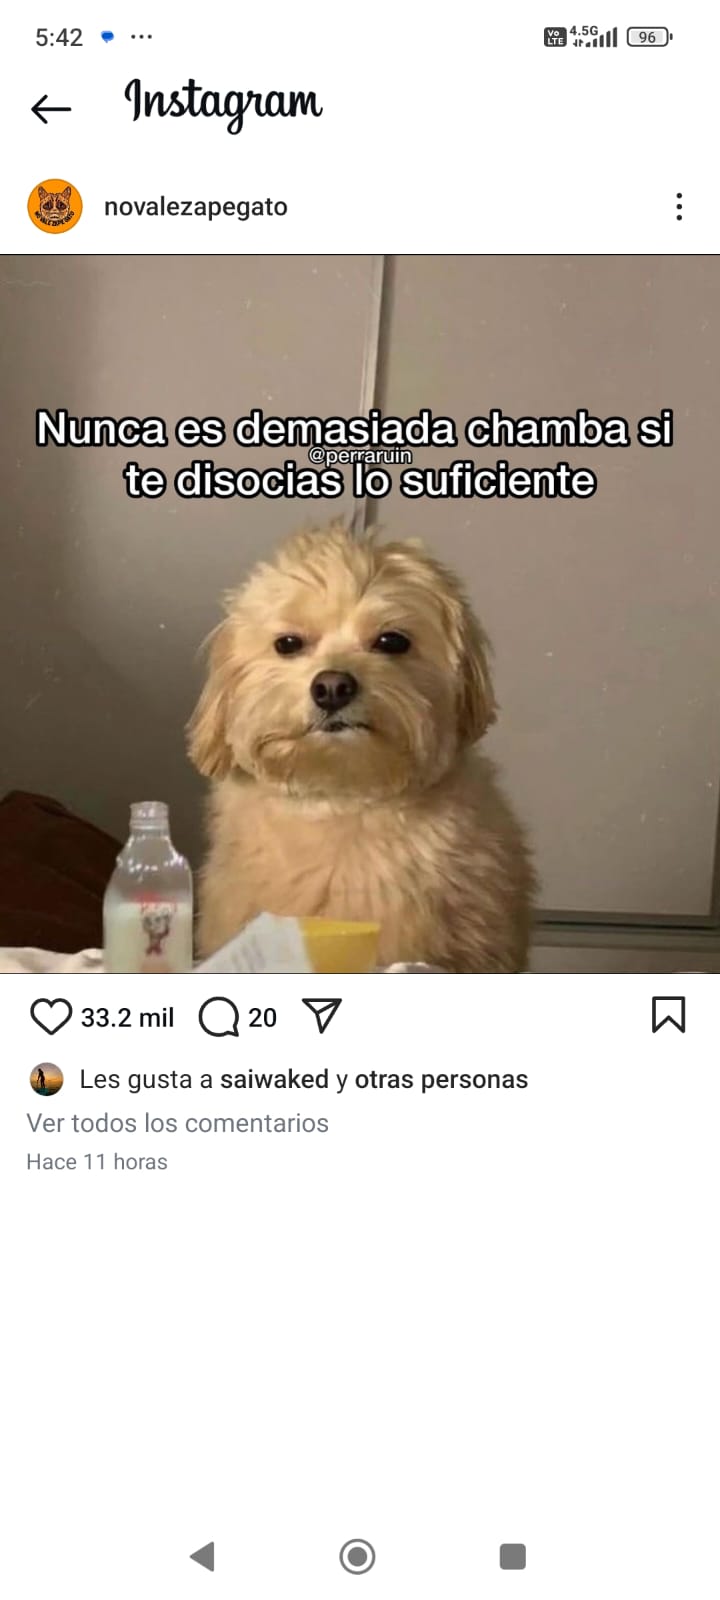 5:42
VoLTE 4.5G 96
Instagram
novalezapegato
Nunca es demasiada chamba si
@perraruin
te disocias lo suficiente
33.2 mil 20
Les gusta a saiwaked y otras personas
Ver todos los comentarios
Hace 11 horas